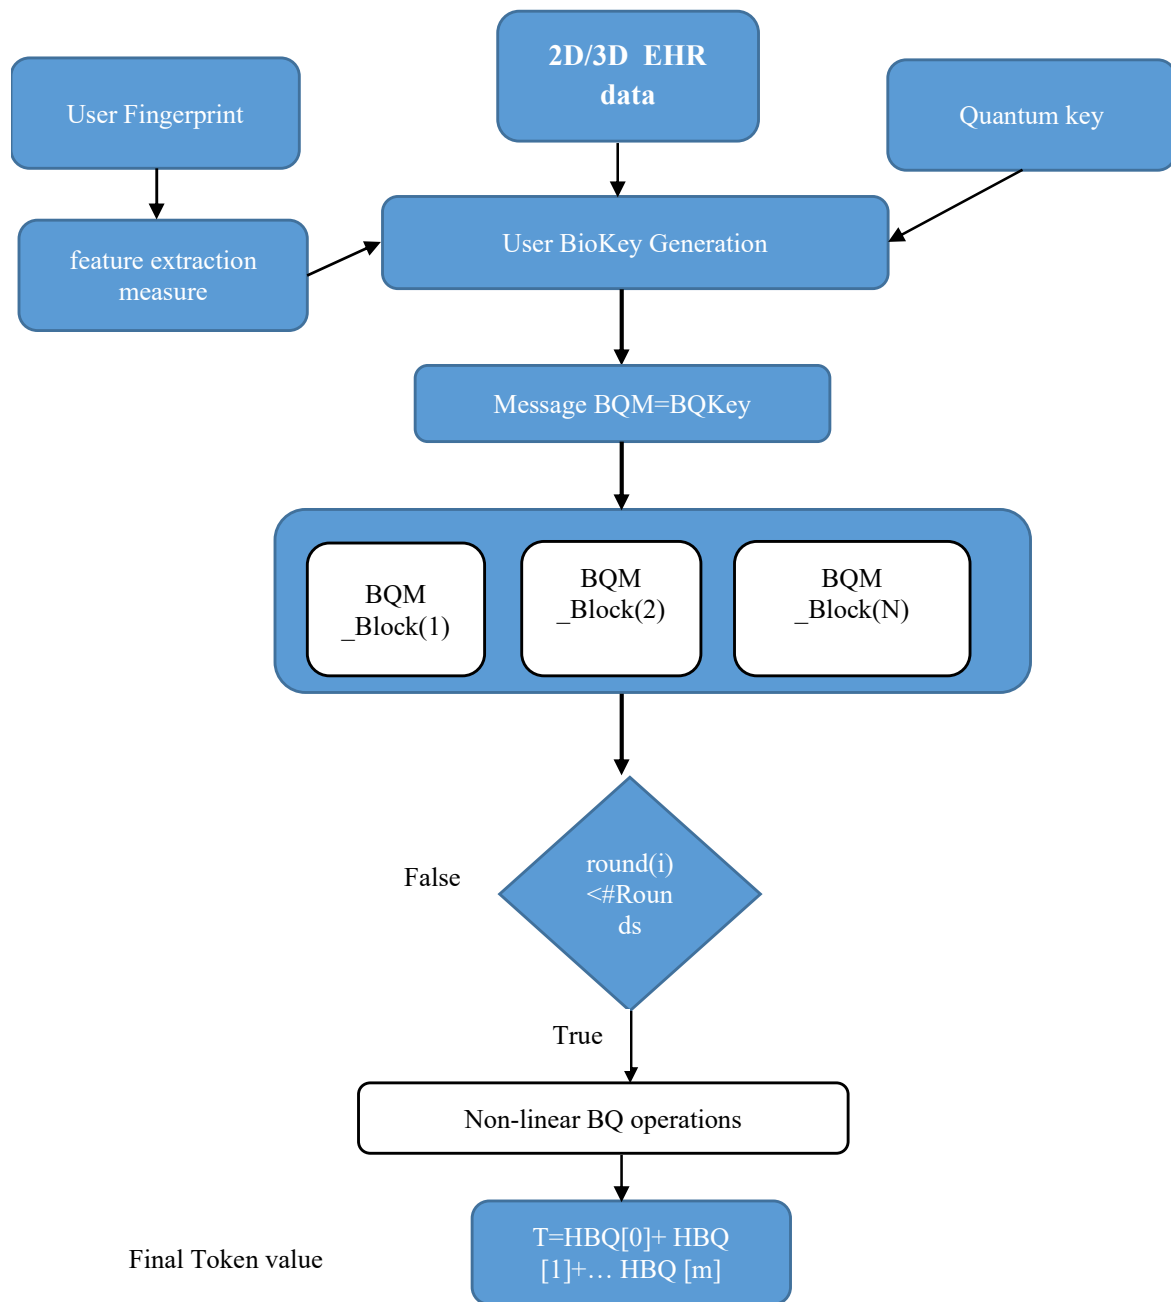 2D/3D EHR
data
User Fingerprint
Quantum key
feature extraction
measure
User BioKey Generation
Message BQM=BQKey
BQM
_Block(1)
BQM
_Block(2)
BQM
_Block(N)
False
round(i)
<#Roun
ds
True
Non-linear BQ operations
Final Token value
T=HBQ[0]+ HBQ
[1]+… HBQ [m]